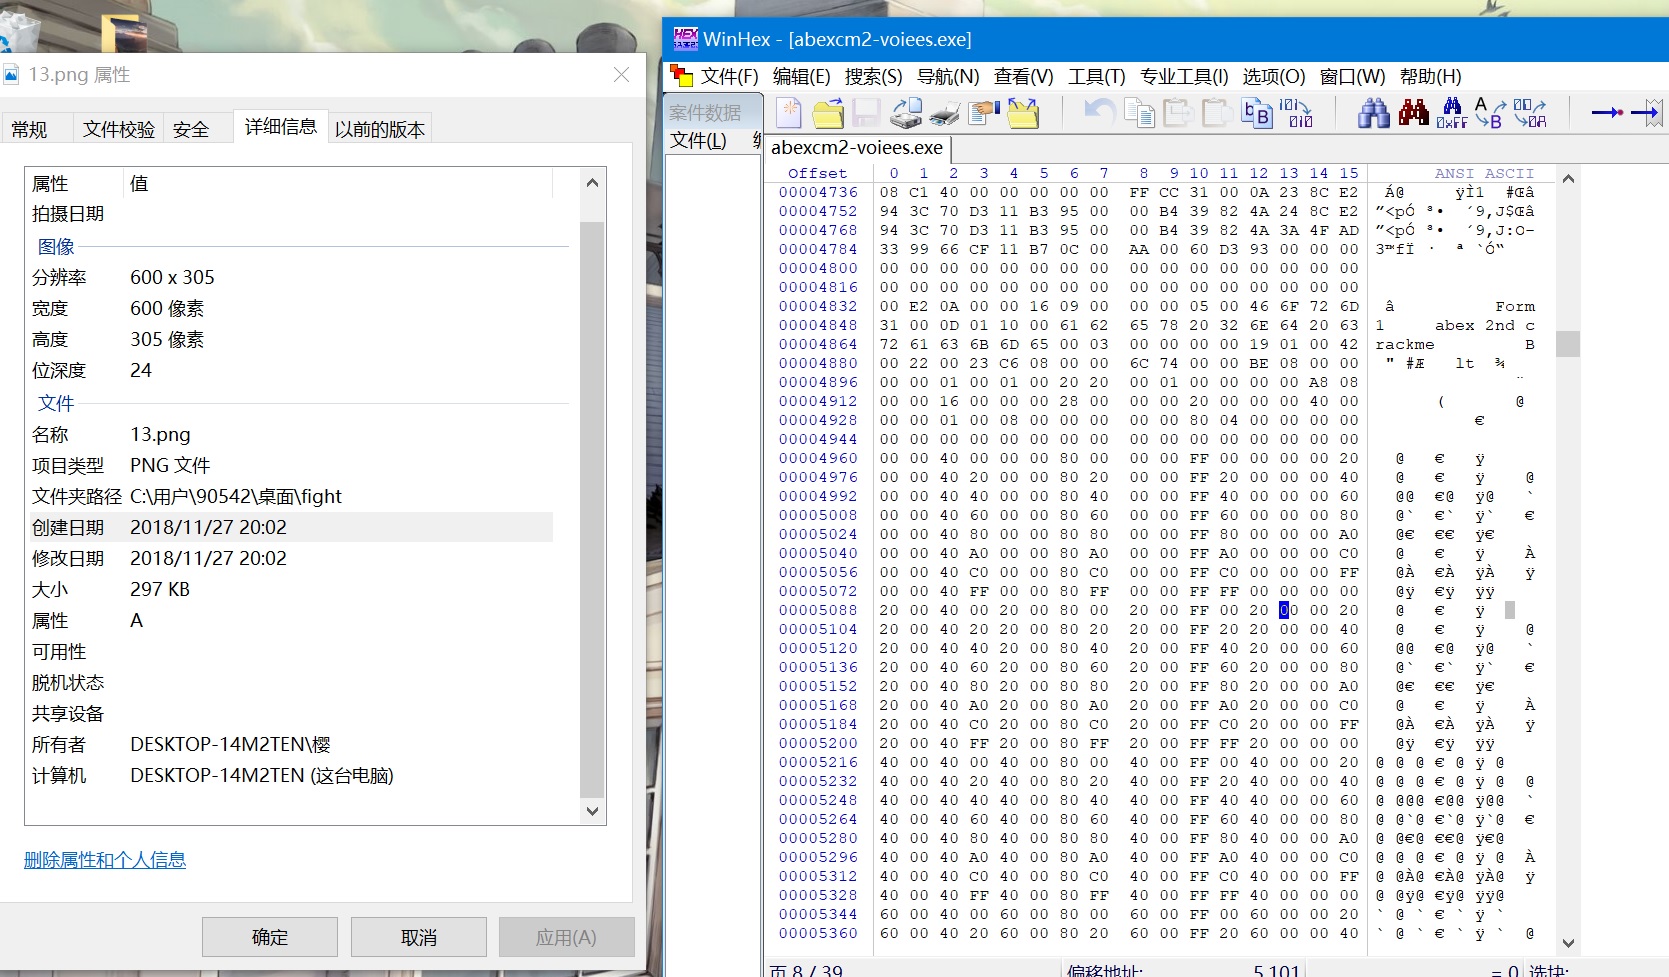 13.png 属性
常规 文件校验 安全 详细信息 以前的版本
属性 值
拍摄日期
图像
分辨率 600 x 305
宽度 600 像素
高度 305 像素
位深度 24
文件
名称 13.png
项目类型 PNG 文件
文件夹路径 C:\用户\90542\桌面\fight
创建日期 2018/11/27 20:02
修改日期 2018/11/27 20:02
大小 297 KB
属性 A
可用性
脱机状态
共享设备
所有者 DESKTOP-14M2TEN\樱
计算机 DESKTOP-14M2TEN (这台电脑)
删除属性和个人信息
确定 取消 应用(A)
WinHex - [abexcm2-voiees.exe]
文件(F) 编辑(E) 搜索(S) 导航(N) 查看(V) 工具(T) 专业工具(I) 选项(O) 窗口(W) 帮助(H)
案件数据
文件(L)
abexcm2-voiees.exe
Offset 0 1 2 3 4 5 6 7 8 9 10 11 12 13 14 15 ANSI ASCII
00004736 08 C1 40 00 00 00 00 00 FF CC 31 00 0A 23 8C E2 Á@ ÿÌ1 #Œâ
00004752 94 3C 70 D3 11 B3 95 00 00 B4 39 82 4A 24 8C E2
00004768 94 3C 70 D3 11 B3 95 00 00 B4 39 82 4A 3A 4F AD
00004784 33 99 66 CF 11 B7 0C 00 AA 00 60 D3 93 00 00 00
00004800 00 00 00 00 00 00 00 00 00 00 00 00 00 00 00 00
00004816 00 00 00 00 00 00 00 00 00 00 00 00 00 00 00 00
00004832 00 E2 0A 00 00 16 09 00 00 00 05 00 46 6F 72 6D â Form
00004848 31 00 0D 01 10 00 61 62 65 78 20 32 6E 64 20 63 1 abex 2nd c
00004864 72 61 63 6B 6D 65 00 03 00 00 00 00 19 01 00 42 rackme B
00004880 00 22 00 23 C6 08 00 00 6C 74 00 00 BE 08 00 00 " #Æ lt ¾
00004896 00 00 01 00 01 00 20 20 00 01 00 00 00 00 A8 08 ¨
00004912 00 00 16 00 00 00 28 00 00 00 20 00 00 00 40 00 ( @
00004928 00 00 01 00 08 00 00 00 00 00 80 04 00 00 00 00 €
00004944 00 00 00 00 00 00 00 00 00 00 00 00 00 00 00 00
00004960 00 00 40 00 00 00 80 00 00 00 FF 00 00 00 00 20 @ € ÿ
00004976 00 00 40 20 00 00 80 20 00 00 FF 20 00 00 00 40 @ € ÿ @
00004992 00 00 40 40 00 00 80 40 00 00 FF 40 00 00 00 60 @@ €@ ÿ@ `
00005008 00 00 40 60 00 00 80 60 00 00 FF 60 00 00 00 80 @` €` ÿ` €
00005024 00 00 40 80 00 00 80 80 00 00 FF 80 00 00 00 A0 @€ €€ ÿ€
00005040 00 00 40 A0 00 00 80 A0 00 00 FF A0 00 00 00 C0 @ € ÿ À
00005056 00 00 40 C0 00 00 80 C0 00 00 FF C0 00 00 00 FF @À €À ÿÀ ÿ
00005072 00 00 40 FF 00 00 80 FF 00 00 FF FF 00 00 00 00 @ÿ €ÿ ÿÿ
00005088 20 00 40 00 20 00 80 00 20 00 FF 00 20 00 00 20 @ € ÿ
00005104 20 00 40 20 20 00 80 20 20 00 FF 20 20 00 00 40 @ € ÿ @
00005120 20 00 40 40 20 00 80 40 20 00 FF 40 20 00 00 60 @@ €@ ÿ@ `
00005136 20 00 40 60 20 00 80 60 20 00 FF 60 20 00 00 80 @` €` ÿ` €
00005152 20 00 40 80 20 00 80 80 20 00 FF 80 20 00 00 A0 @€ €€ ÿ€
00005168 20 00 40 A0 20 00 80 A0 20 00 FF A0 20 00 00 C0 @ € ÿ À
00005184 20 00 40 C0 20 00 80 C0 20 00 FF C0 20 00 00 FF @À €À ÿÀ ÿ
00005200 20 00 40 FF 20 00 80 FF 20 00 FF FF 20 00 00 00 @ÿ €ÿ ÿÿ
00005216 40 00 40 00 40 00 80 00 40 00 FF 00 40 00 00 20 @ @ @ € @ ÿ @
00005232 40 00 40 20 40 00 80 20 40 00 FF 20 40 00 00 40 @ @ @ € @ ÿ @ @
00005248 40 00 40 40 40 00 80 40 40 00 FF 40 40 00 00 60 @ @@@ €@@ ÿ@@ `
00005264 40 00 40 60 40 00 80 60 40 00 FF 60 40 00 00 80 @ @`@ €`@ ÿ`@ €
00005280 40 00 40 80 40 00 80 80 40 00 FF 80 40 00 00 A0 @ @€@ €€@ ÿ€@
00005296 40 00 40 A0 40 00 80 A0 40 00 FF A0 40 00 00 C0 @ @ @ € @ ÿ @ À
00005312 40 00 40 C0 40 00 80 C0 40 00 FF C0 40 00 00 FF @ @À@ €À@ ÿÀ@ ÿ
00005328 40 00 40 FF 40 00 80 FF 40 00 FF FF 40 00 00 00 @ @ÿ@ €ÿ@ ÿÿ@
00005344 60 00 40 00 60 00 80 00 60 00 FF 00 60 00 00 20 ` @ ` € ` ÿ `
00005360 60 00 40 20 60 00 80 20 60 00 FF 20 60 00 00 40 ` @ ` € ` ÿ ` @
页 8 / 39 偏移地址: 5,101 = 0 选块: